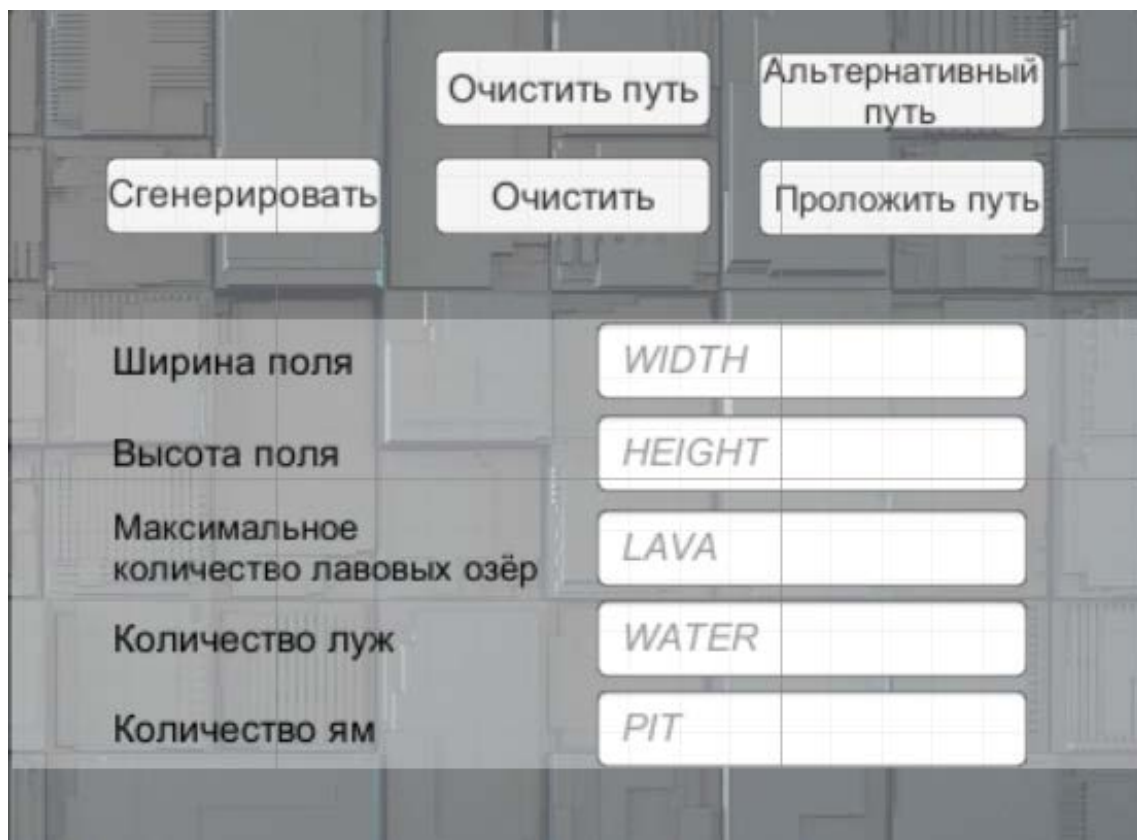 Очистить путь
Альтернативный
путь
Сгенерировать
Очистить
Проложить путь
Ширина поля
WIDTH
Высота поля
HEIGHT
Максимальное
количество лавовых озёр
LAVA
Количество луж
WATER
Количество ям
PIT